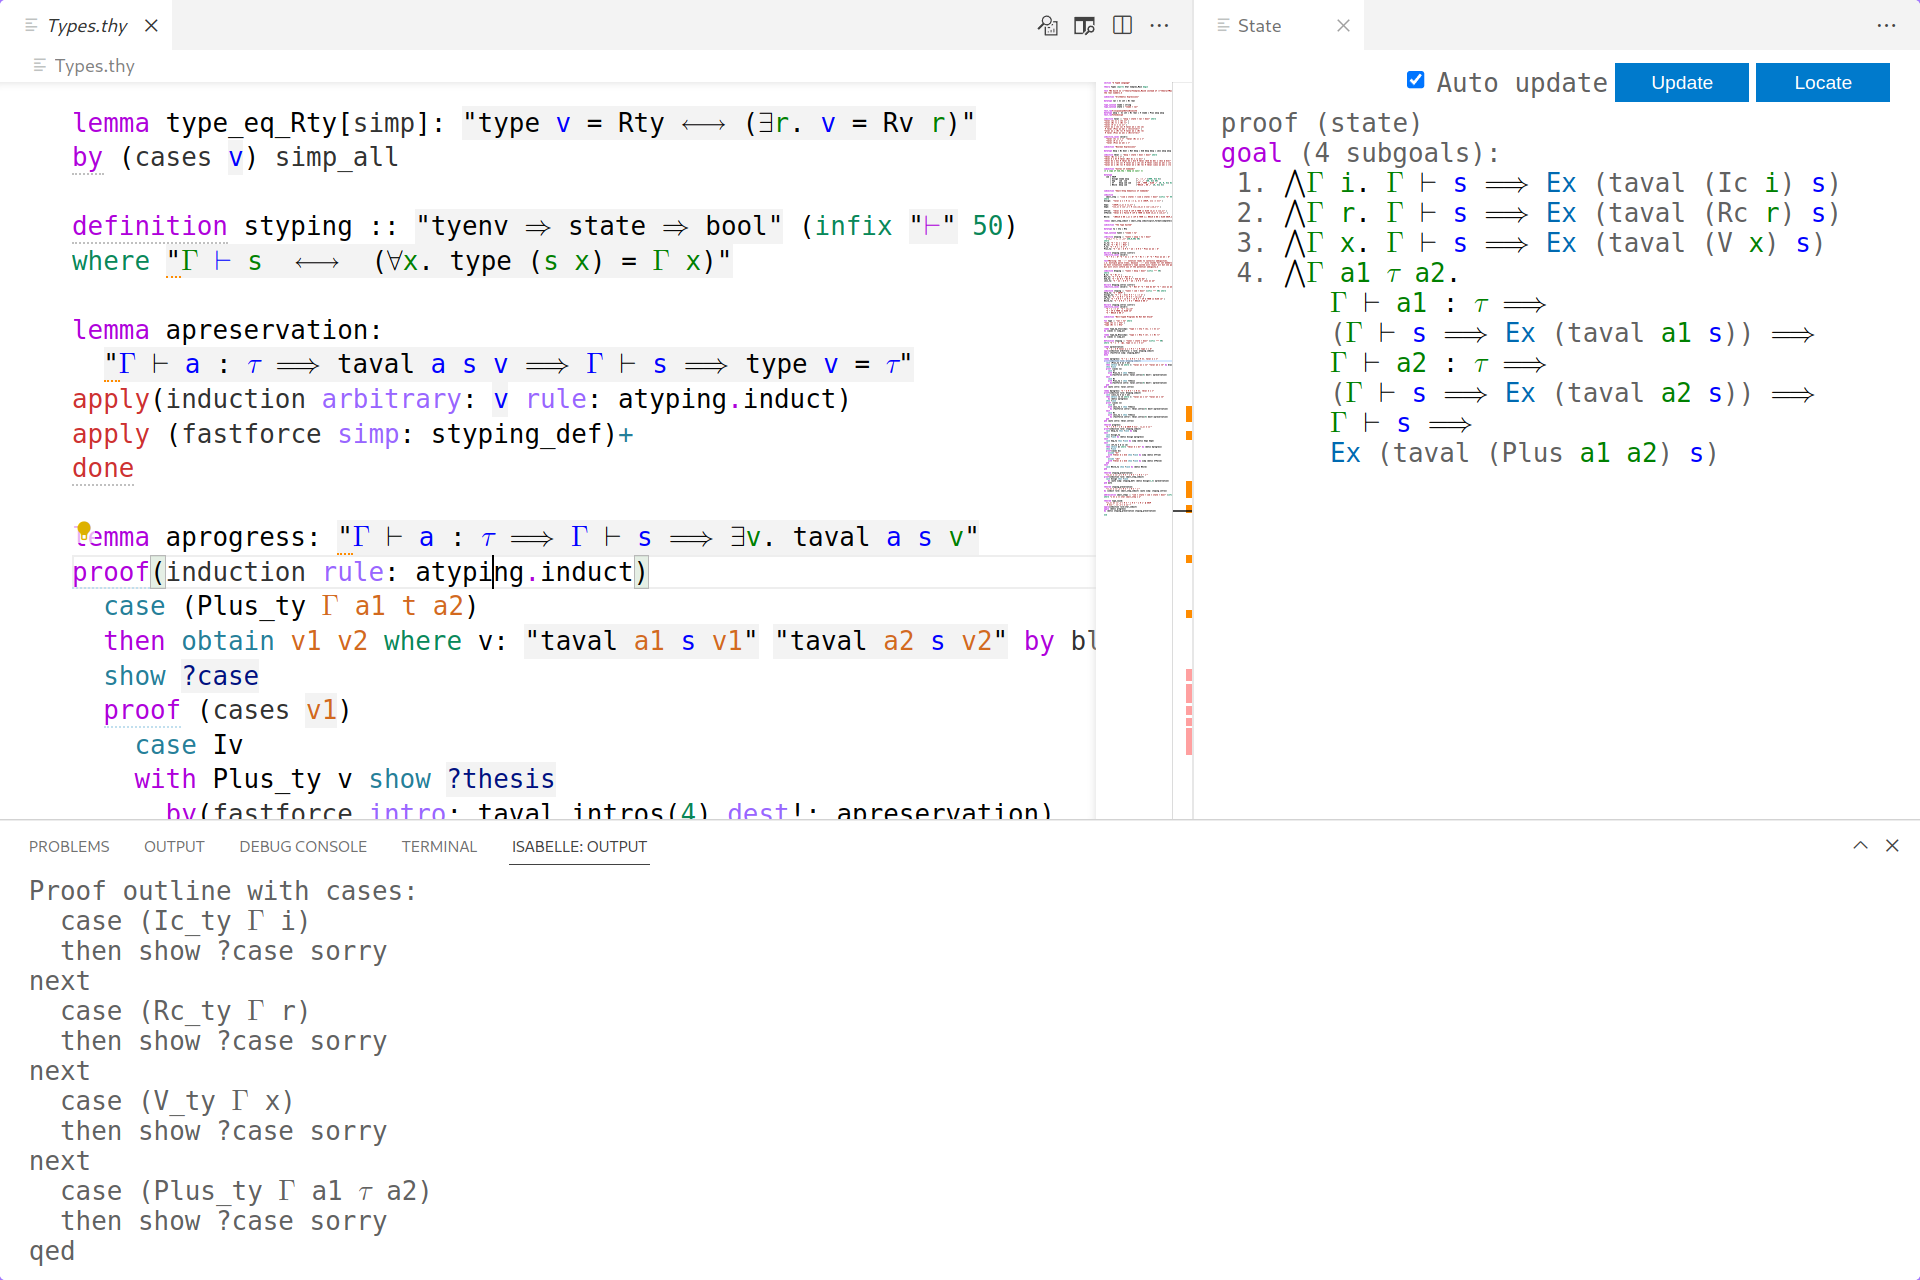 Types.thy
State
Types.thy
Auto update Update Locate
lemma type_eq_Rty[simp]: "type v = Rty ⟷ (∃r. v = Rv r)"
by (cases v) simp_all
definition styping :: "tyenv ⇒ state ⇒ bool" (infix "⊢" 50)
where "Γ ⊢ s  ⟷  (∀x. type (s x) = Γ x)"
lemma apreservation:
  "Γ ⊢ a : τ ⟹ taval a s v ⟹ Γ ⊢ s ⟹ type v = τ"
apply(induction arbitrary: v rule: atyping.induct)
apply (fastforce simp: styping_def)+
done
lemma aprogress: "Γ ⊢ a : τ ⟹ Γ ⊢ s ⟹ ∃v. taval a s v"
proof(induction rule: atyping.induct)
  case (Plus_ty Γ a1 t a2)
  then obtain v1 v2 where v: "taval a1 s v1" "taval a2 s v2" by bl
  show ?case
  proof (cases v1)
    case Iv
    with Plus_ty v show ?thesis
      by(fastforce intro: taval.intros(4) dest!: apreservation)
proof (state)
goal (4 subgoals):
 1. ⋀Γ i. Γ ⊢ s ⟹ Ex (taval (Ic i) s)
 2. ⋀Γ r. Γ ⊢ s ⟹ Ex (taval (Rc r) s)
 3. ⋀Γ x. Γ ⊢ s ⟹ Ex (taval (V x) s)
 4. ⋀Γ a1 τ a2.
       Γ ⊢ a1 : τ ⟹
       (Γ ⊢ s ⟹ Ex (taval a1 s)) ⟹
       Γ ⊢ a2 : τ ⟹
       (Γ ⊢ s ⟹ Ex (taval a2 s)) ⟹
       Γ ⊢ s ⟹
       Ex (taval (Plus a1 a2) s)
PROBLEMS OUTPUT DEBUG CONSOLE TERMINAL ISABELLE: OUTPUT
Proof outline with cases:
  case (Ic_ty Γ i)
  then show ?case sorry
next
  case (Rc_ty Γ r)
  then show ?case sorry
next
  case (V_ty Γ x)
  then show ?case sorry
next
  case (Plus_ty Γ a1 τ a2)
  then show ?case sorry
qed